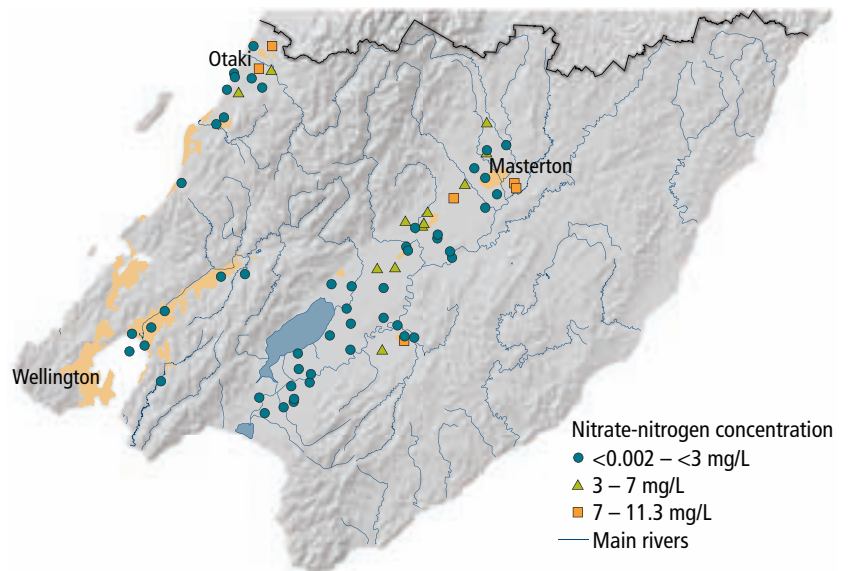 Otaki
Masterton
Wellington
Nitrate-nitrogen concentration
<0.002 – <3 mg/L
3 – 7 mg/L
7 – 11.3 mg/L
Main rivers